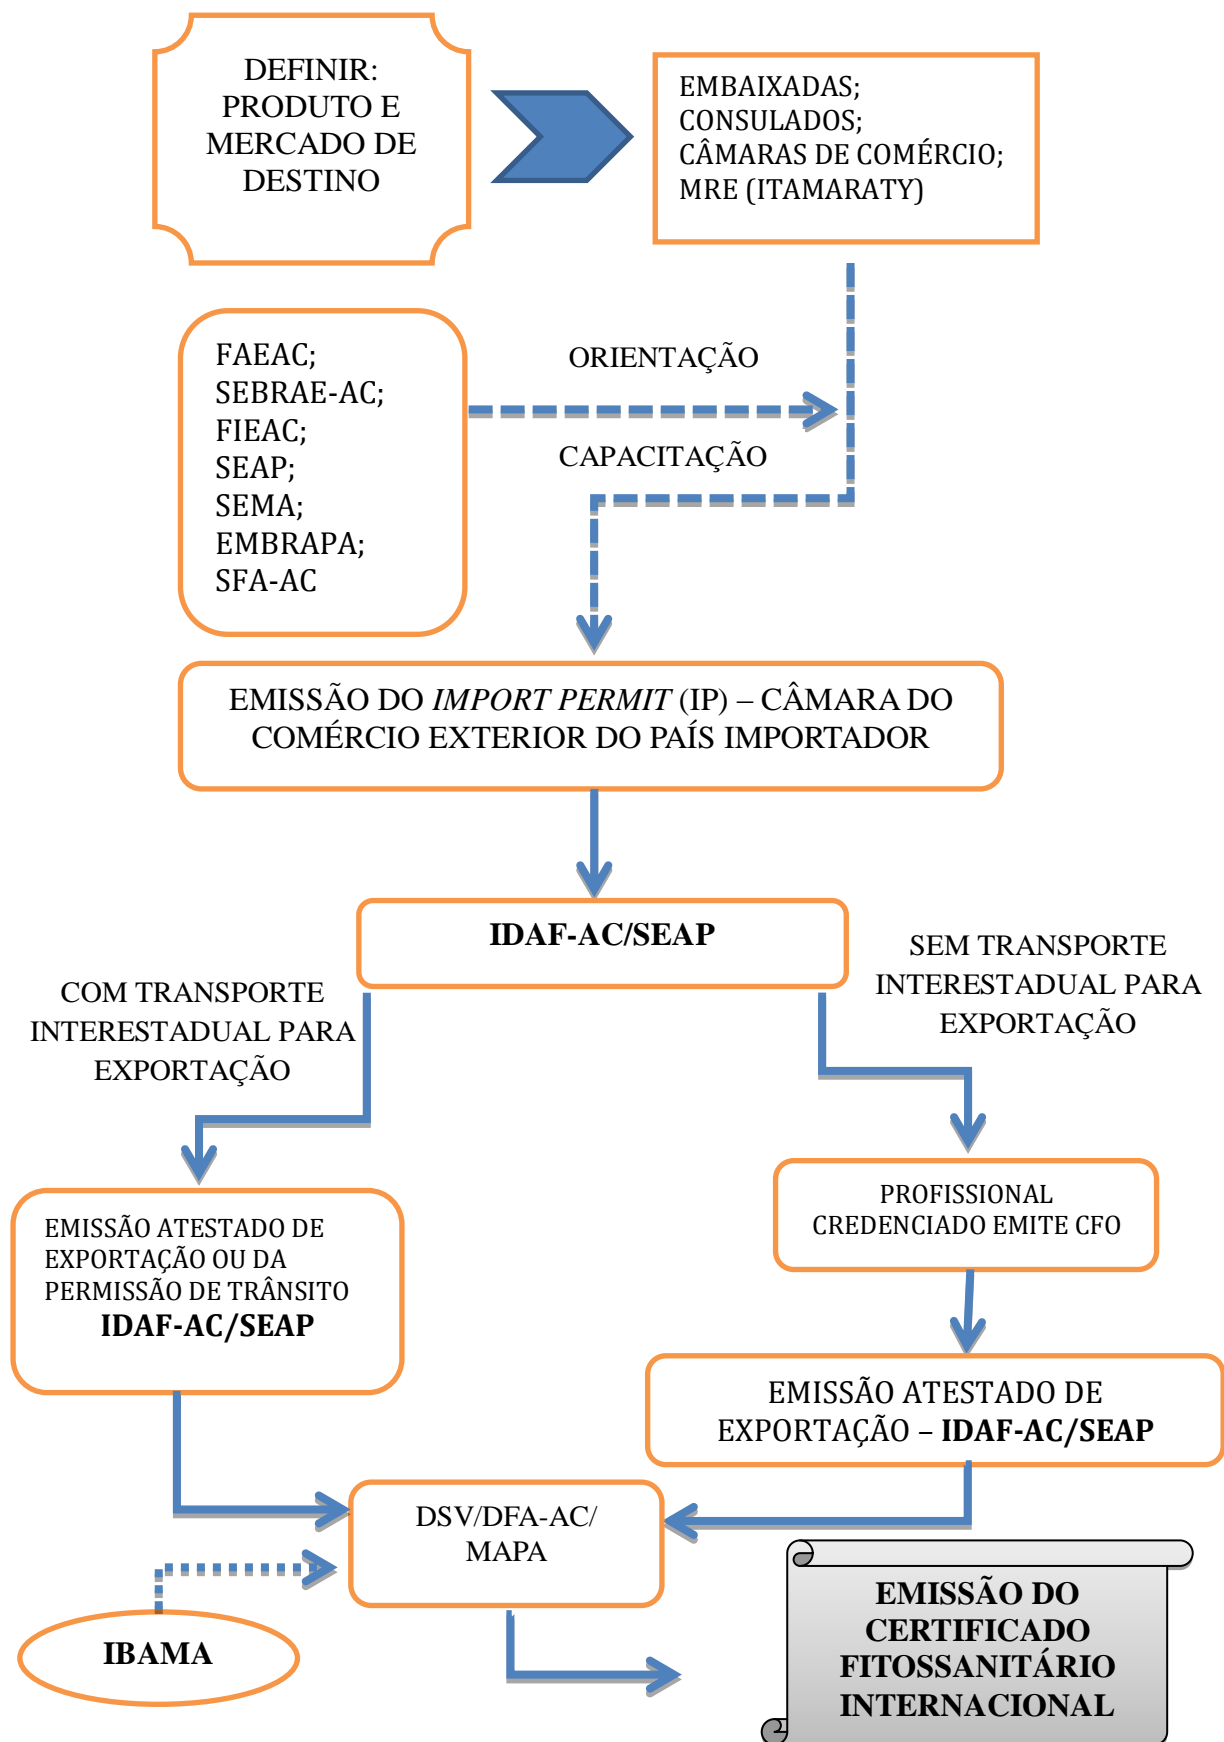 DEFINIR:
PRODUTO E
MERCADO DE
DESTINO
EMBAIXADAS;
CONSULADOS;
CÂMARAS DE COMÉRCIO;
MRE (ITAMARATY)
FAEAC;
SEBRAE-AC;
FIEAC;
SEAP;
SEMA;
EMBRAPA;
SFA-AC
ORIENTAÇÃO
CAPACITAÇÃO
EMISSÃO DO IMPORT PERMIT (IP) – CÂMARA DO
COMÉRCIO EXTERIOR DO PAÍS IMPORTADOR
IDAF-AC/SEAP
COM TRANSPORTE
INTERESTADUAL PARA
EXPORTAÇÃO
SEM TRANSPORTE
INTERESTADUAL PARA
EXPORTAÇÃO
EMISSÃO ATESTADO DE
EXPORTAÇÃO OU DA
PERMISSÃO DE TRÂNSITO
IDAF-AC/SEAP
PROFISSIONAL
CREDENCIADO EMITE CFO
EMISSÃO ATESTADO DE
EXPORTAÇÃO – IDAF-AC/SEAP
DSV/DFA-AC/
MAPA
IBAMA
EMISSÃO DO
CERTIFICADO
FITOSSANITÁRIO
INTERNACIONAL